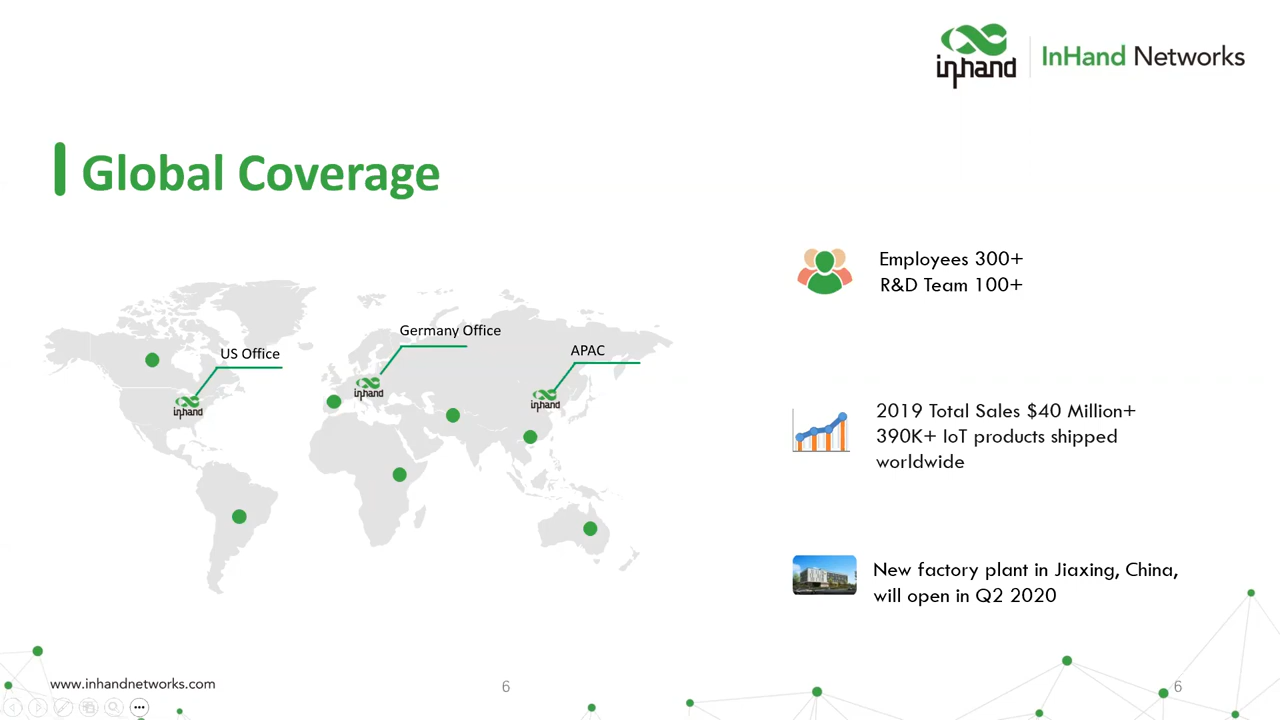 inhand
InHand Networks
Global Coverage
Employees 300+
R&D Team 100+
Germany Office
US Office
APAC
inhand
inhand
inhand
2019 Total Sales $40 Million+
390K+ IoT products shipped
worldwide
New factory plant in Jiaxing, China,
will open in Q2 2020
www.inhandnetworks.com
6
6